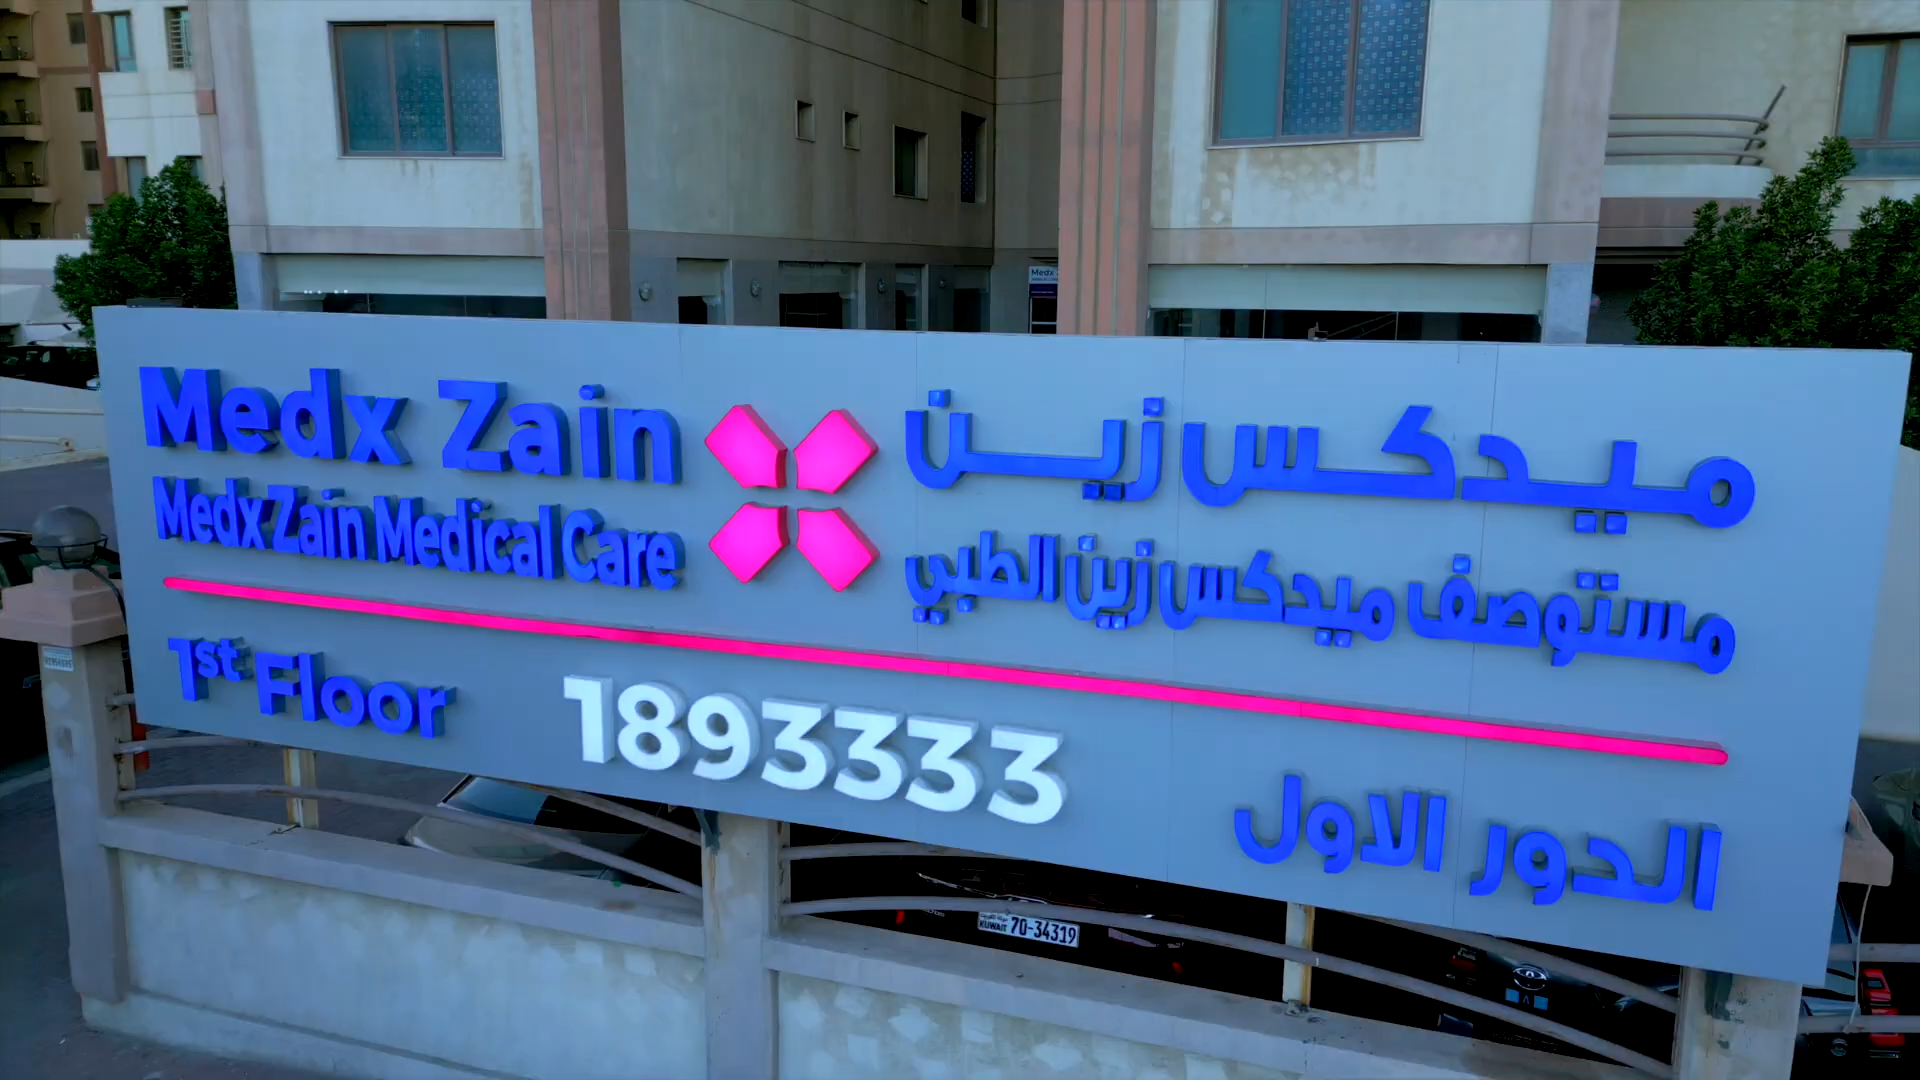 Medx
Medx Zain
ميدكس زين
Medx Zain Medical Care
مستوصف ميدكس زين الطبي
1st Floor
1893333
الدور الاول
KUWAIT 70-34319